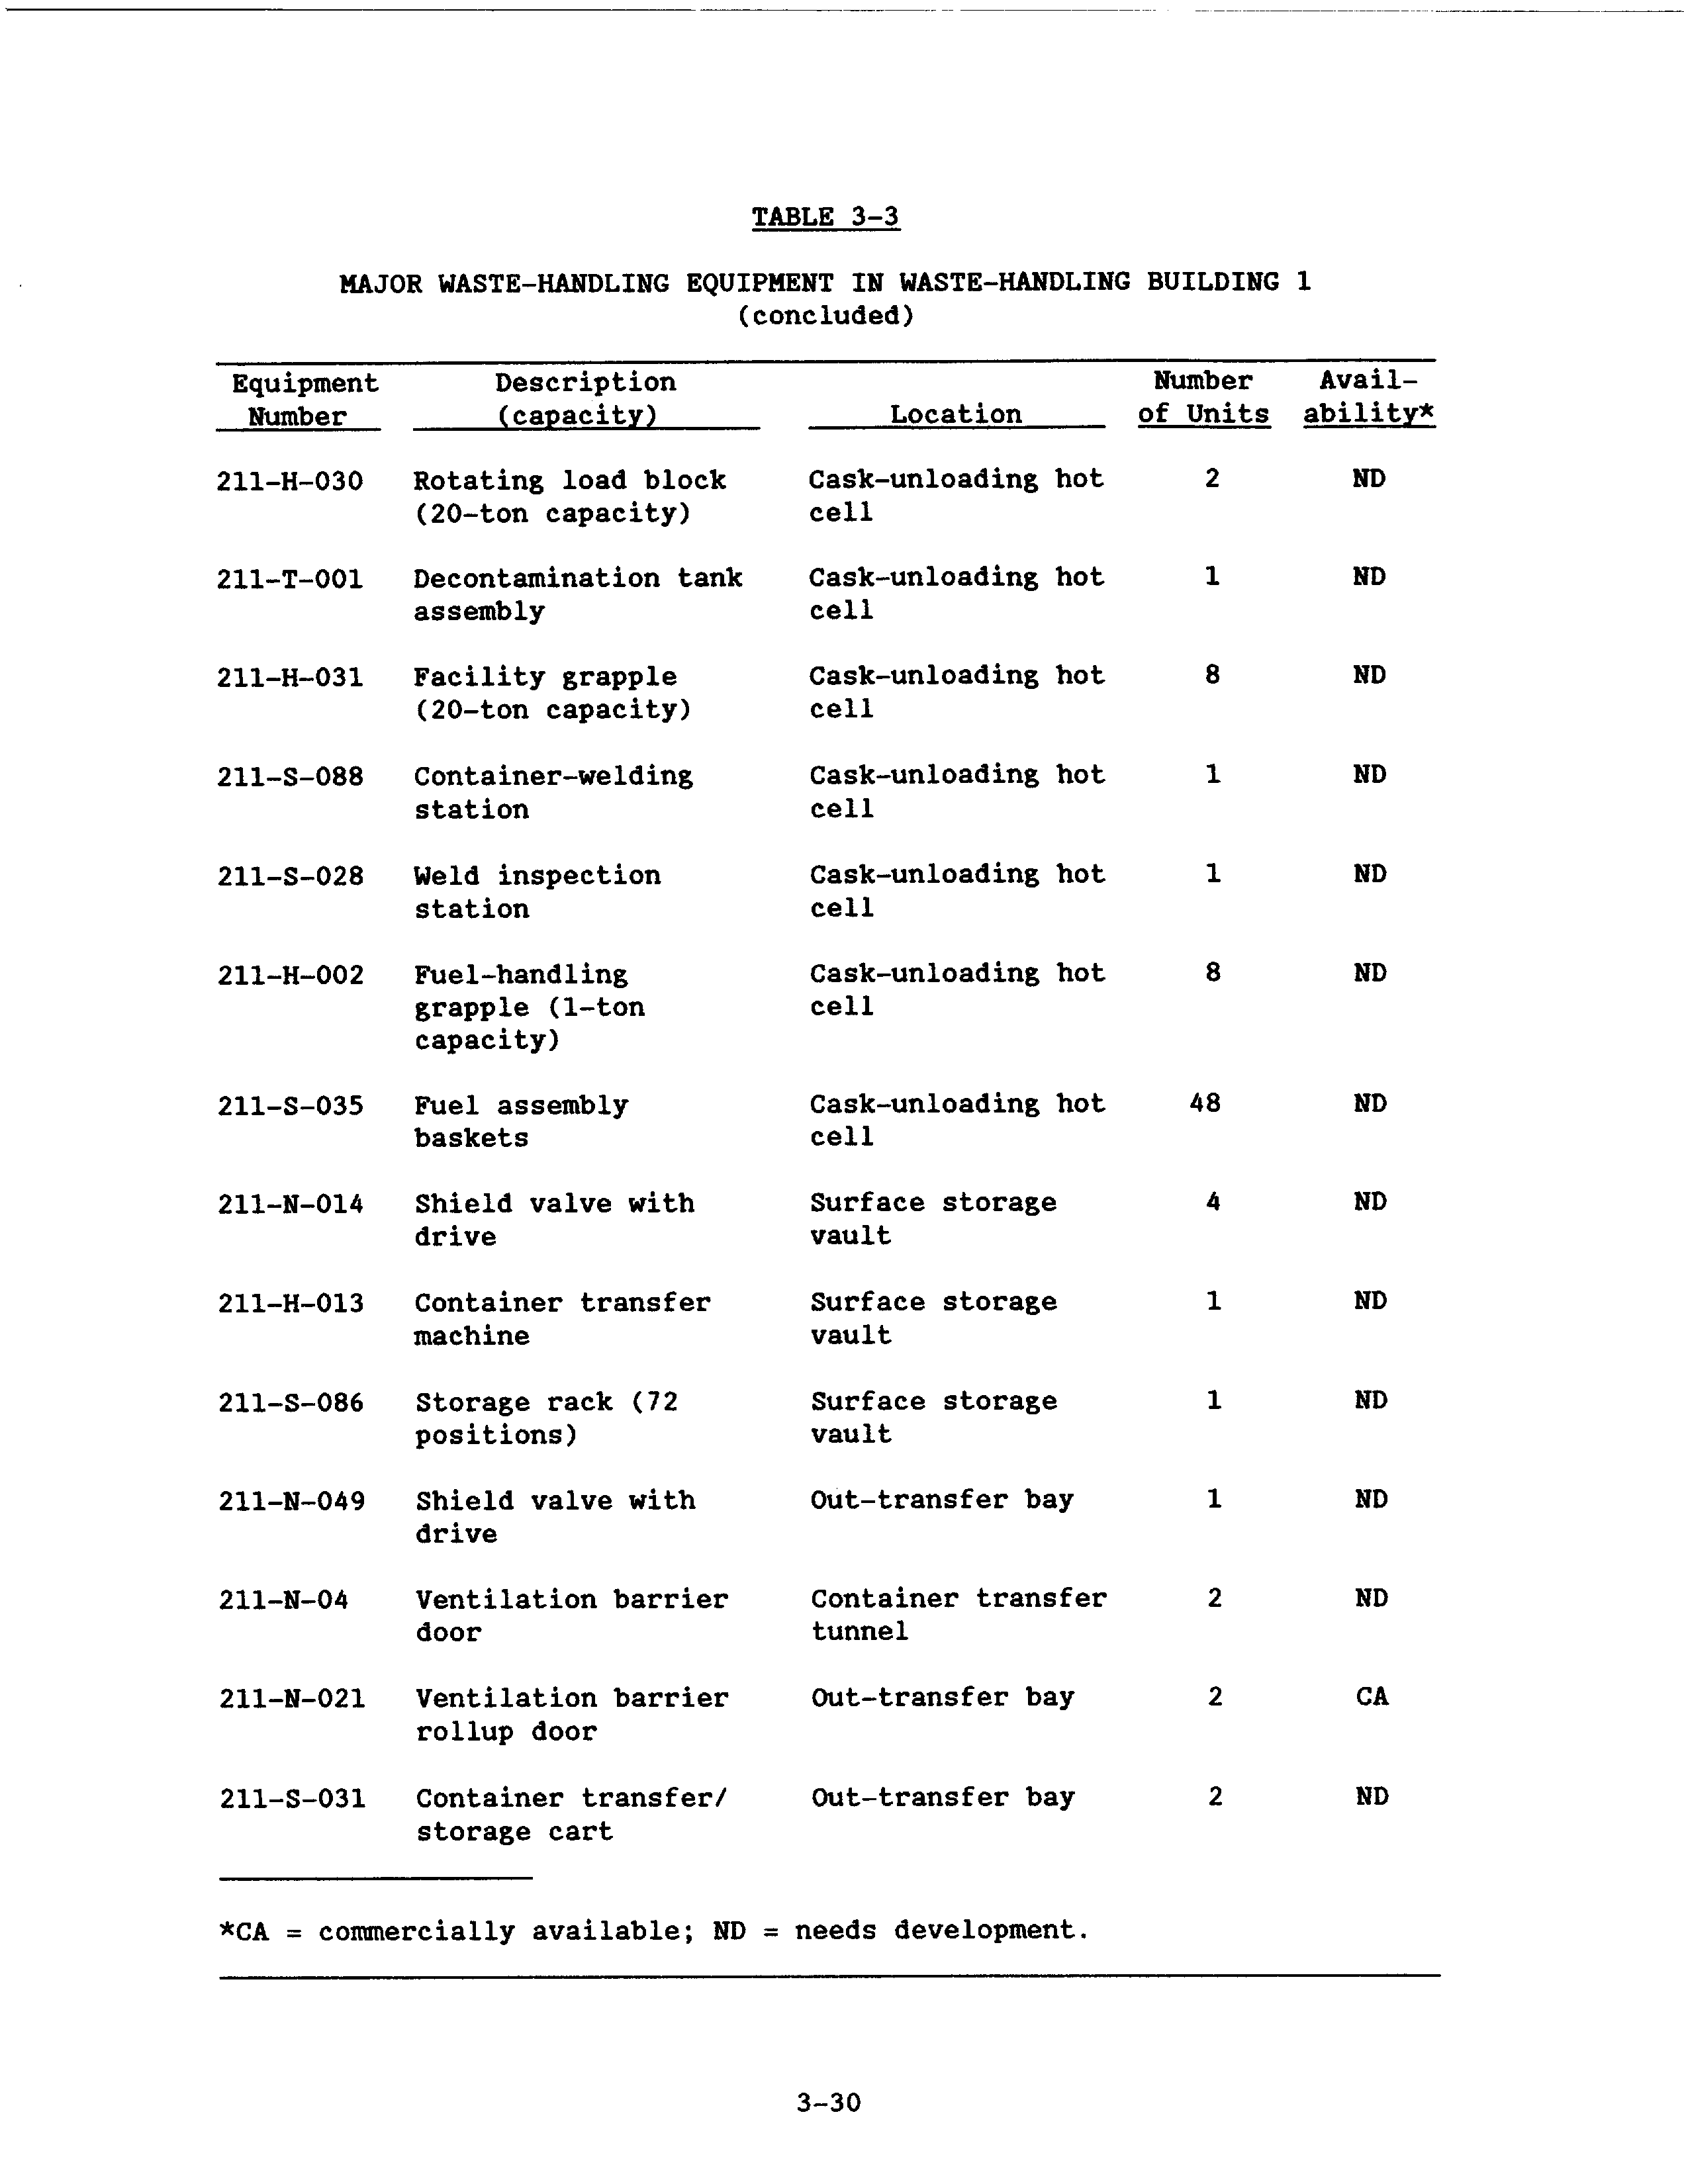 TABLE 3-3
MAJOR WASTE-HANDLING EQUIPMENT IN WASTE-HANDLING BUILDING 1
(concluded)
Equipment Description Number Avail-
Number (capacity) Location of Units ability*
211-H-030 Rotating load block Cask-unloading hot 2 ND
(20-ton capacity) cell
211-T-001 Decontamination tank Cask-unloading hot 1 ND
assembly cell
211-H-031 Facility grapple Cask-unloading hot 8 ND
(20-ton capacity) cell
211-S-088 Container-welding Cask-unloading hot 1 ND
station cell
211-S-028 Weld inspection Cask-unloading hot 1 ND
station cell
211-H-002 Fuel-handling Cask-unloading hot 8 ND
grapple (1-ton cell
capacity)
211-S-035 Fuel assembly Cask-unloading hot 48 ND
baskets cell
211-N-014 Shield valve with Surface storage 4 ND
drive vault
211-H-013 Container transfer Surface storage 1 ND
machine vault
211-S-086 Storage rack (72 Surface storage 1 ND
positions) vault
211-N-049 Shield valve with Out-transfer bay 1 ND
drive
211-N-04 Ventilation barrier Container transfer 2 ND
door tunnel
211-N-021 Ventilation barrier Out-transfer bay 2 CA
rollup door
211-S-031 Container transfer/ Out-transfer bay 2 ND
storage cart
*CA = commercially available; ND = needs development.
3-30